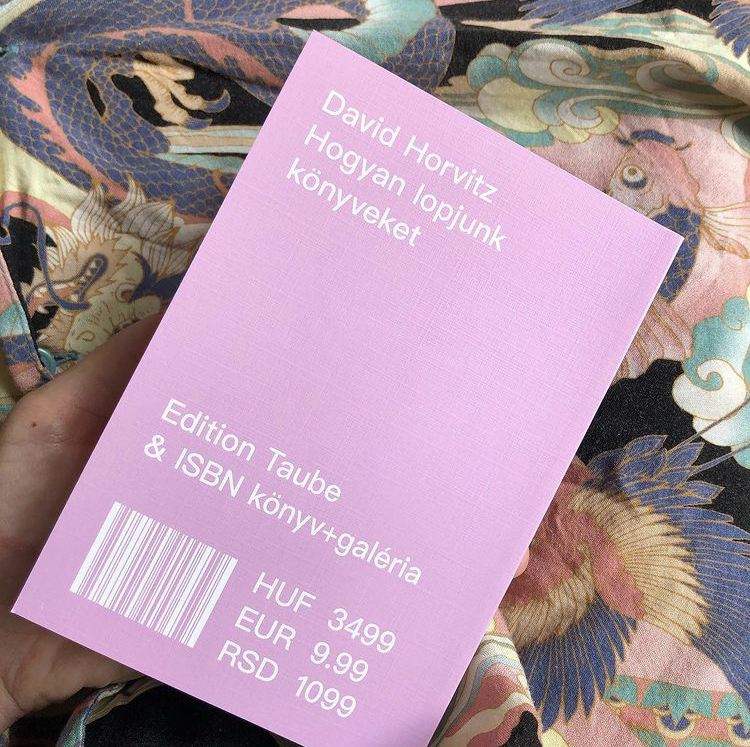 David Horvitz
Hogyan lopjunk
könyveket
Edition Taube
& ISBN könyv+galéria
HUF 3499
EUR 9.99
RSD 1099